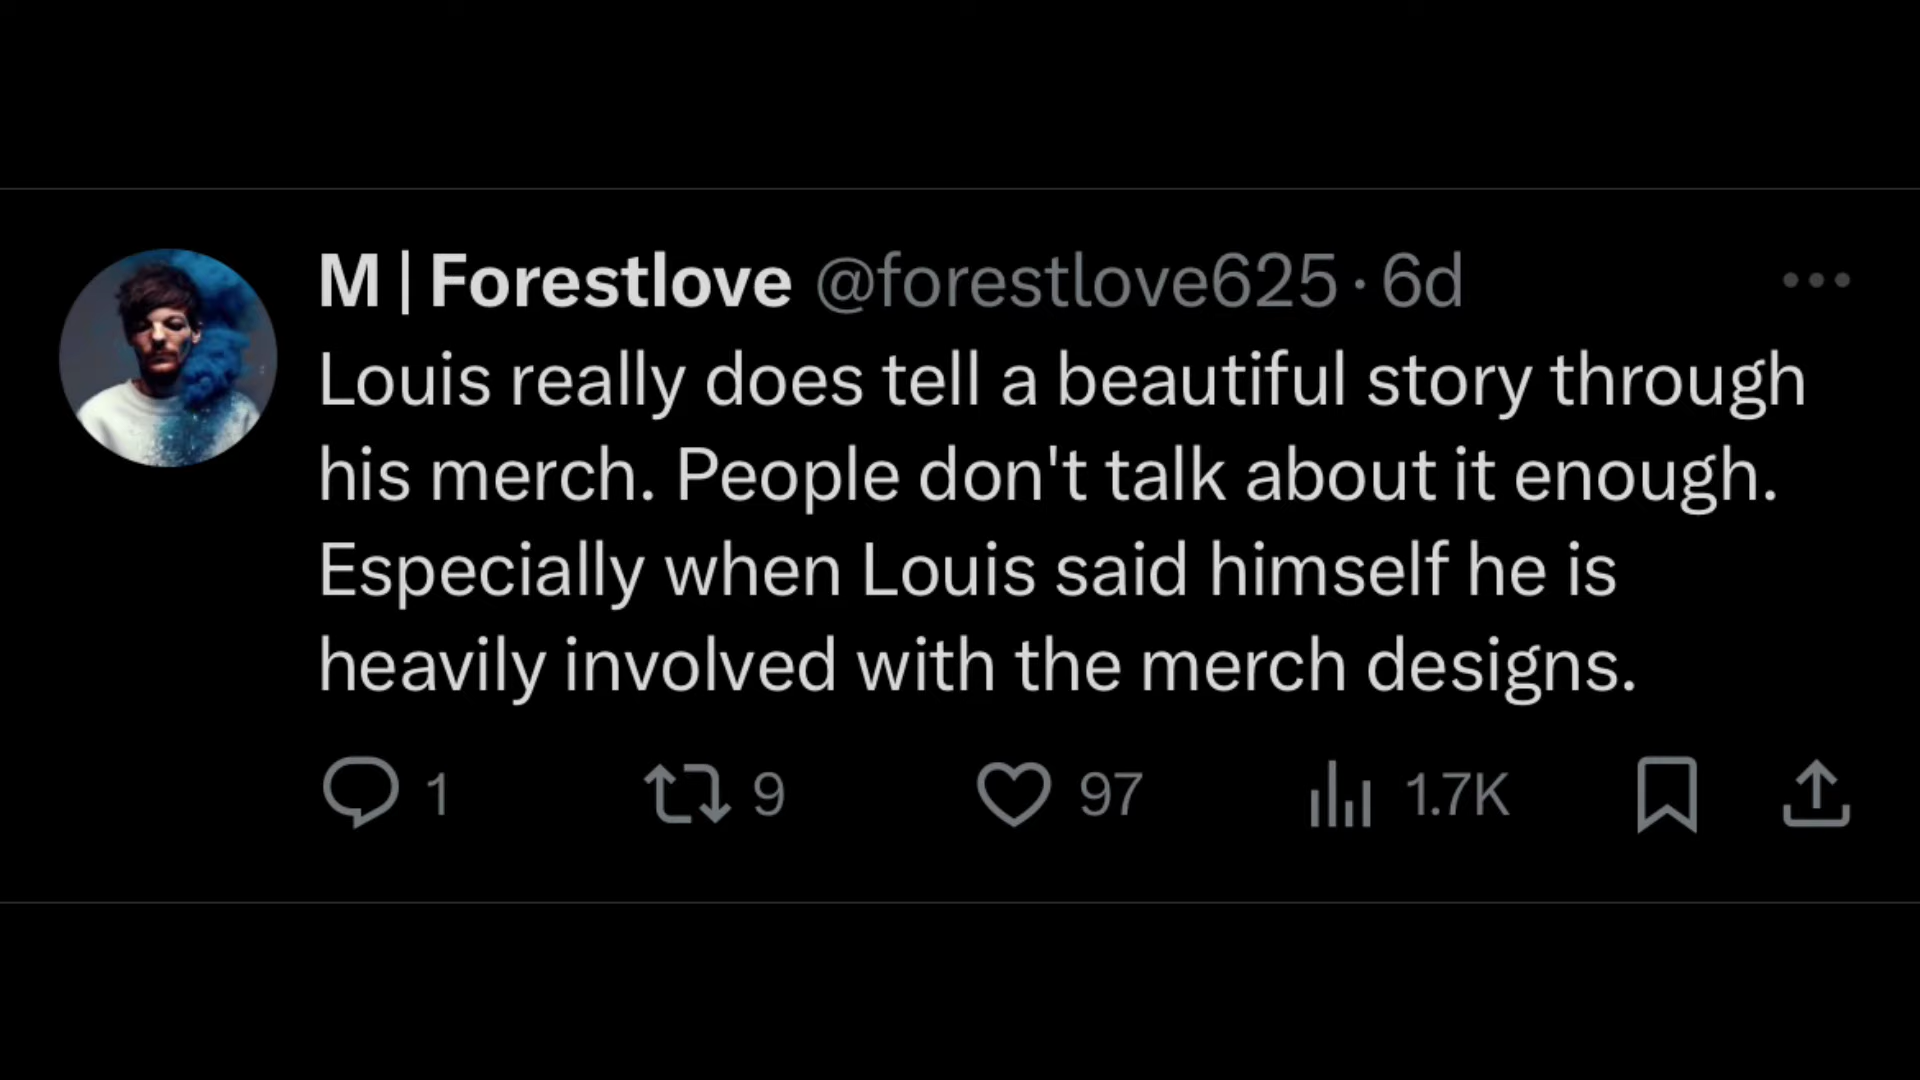 M | Forestlove @forestlove625 · 6d
Louis really does tell a beautiful story through
his merch. People don't talk about it enough.
Especially when Louis said himself he is
heavily involved with the merch designs.
1 9 97 1.7K